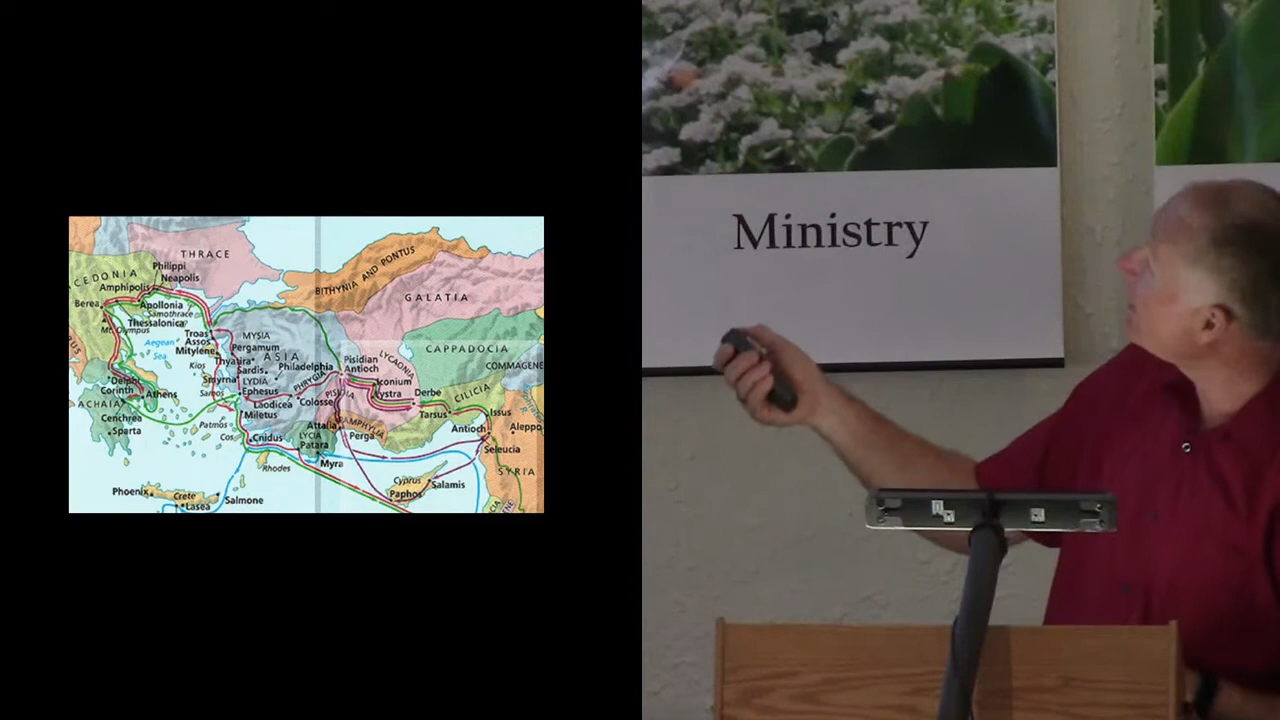 THRACE
Philippi
Neapolis
CEDONIA
Amphipolis
BITHYNIA AND PONTUS
GALATIA
Berea
Apollonia
Samothrace
Thessalonica
Mt. Olympus
Troas
Assos
Mitylene
MYSIA
Pergamum
Aegean
Sea
ASIA
Thyatira
Sardis
Philadelphia
Pisidian
Antioch
LYCAONIA
CAPPADOCIA
COMMAGENE
Kios
Smyrna
LYDIA
Ephesus
PHRYGIA
PISIDIA
Iconium
Lystra
Derbe
CILICIA
Delphi
Corinth
Athens
Samos
Laodicea
Colosse
Tarsus
Issus
ACHAIA
Miletus
Cenchrea
Sparta
Patmos
Cos
Cnidus
LYCIA
Patara
Attalia
PAMPHYLIA
Perga
Antioch
Aleppo
Seleucia
Rhodes
Myra
SYRIA
Cyprus
Salamis
Paphos
Phoenix
Crete
Lasea
Salmone
Ministry